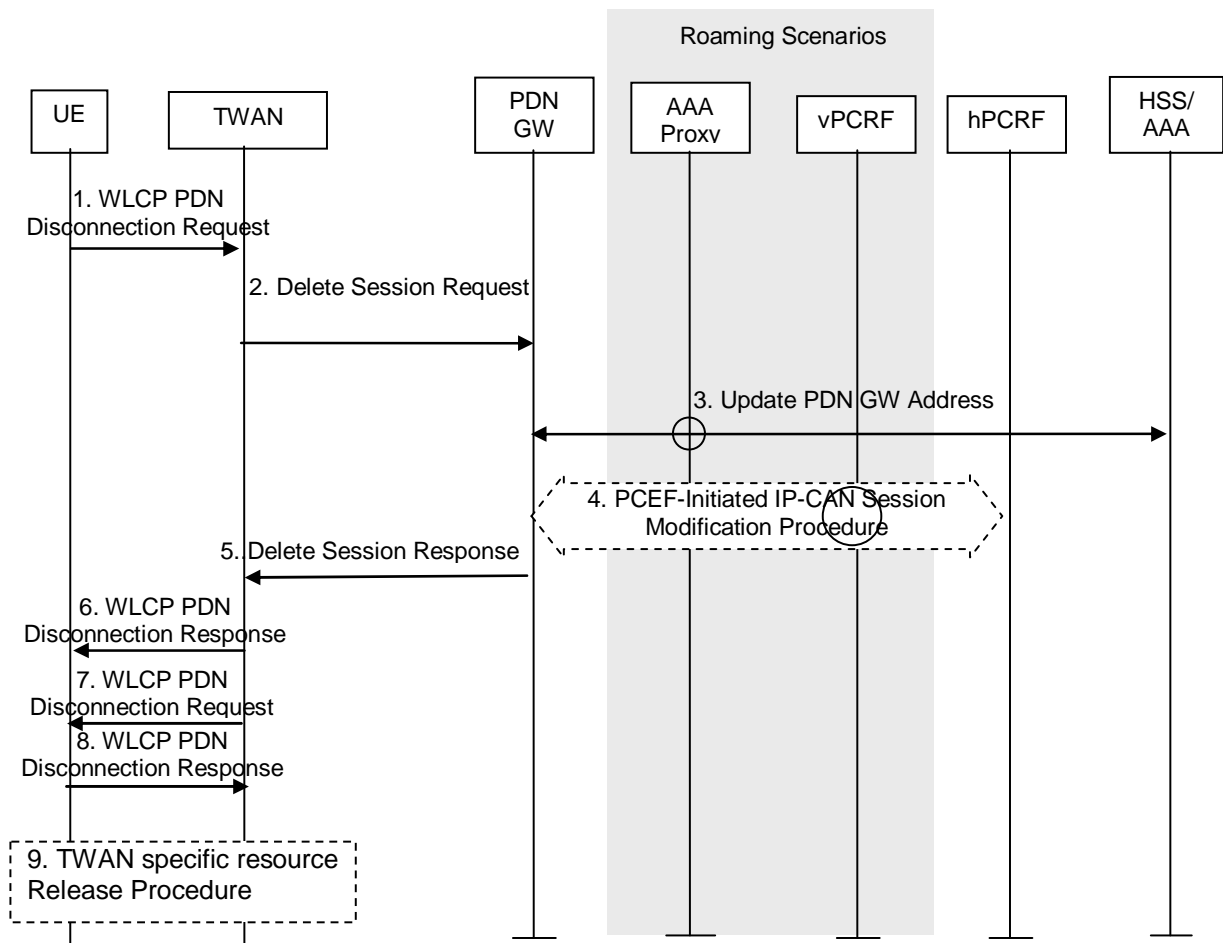 Roaming Scenarios
UE
TWAN
PDN
GW
AAA
Proxy
vPCRF
hPCRF
HSS/
AAA
1. WLCP PDN
Disconnection Request
2. Delete Session Request
3. Update PDN GW Address
4. PCEF-Initiated IP-CAN Session
Modification Procedure
5. Delete Session Response
6. WLCP PDN
Disconnection Response
7. WLCP PDN
Disconnection Request
8. WLCP PDN
Disconnection Response
9. TWAN specific resource
Release Procedure